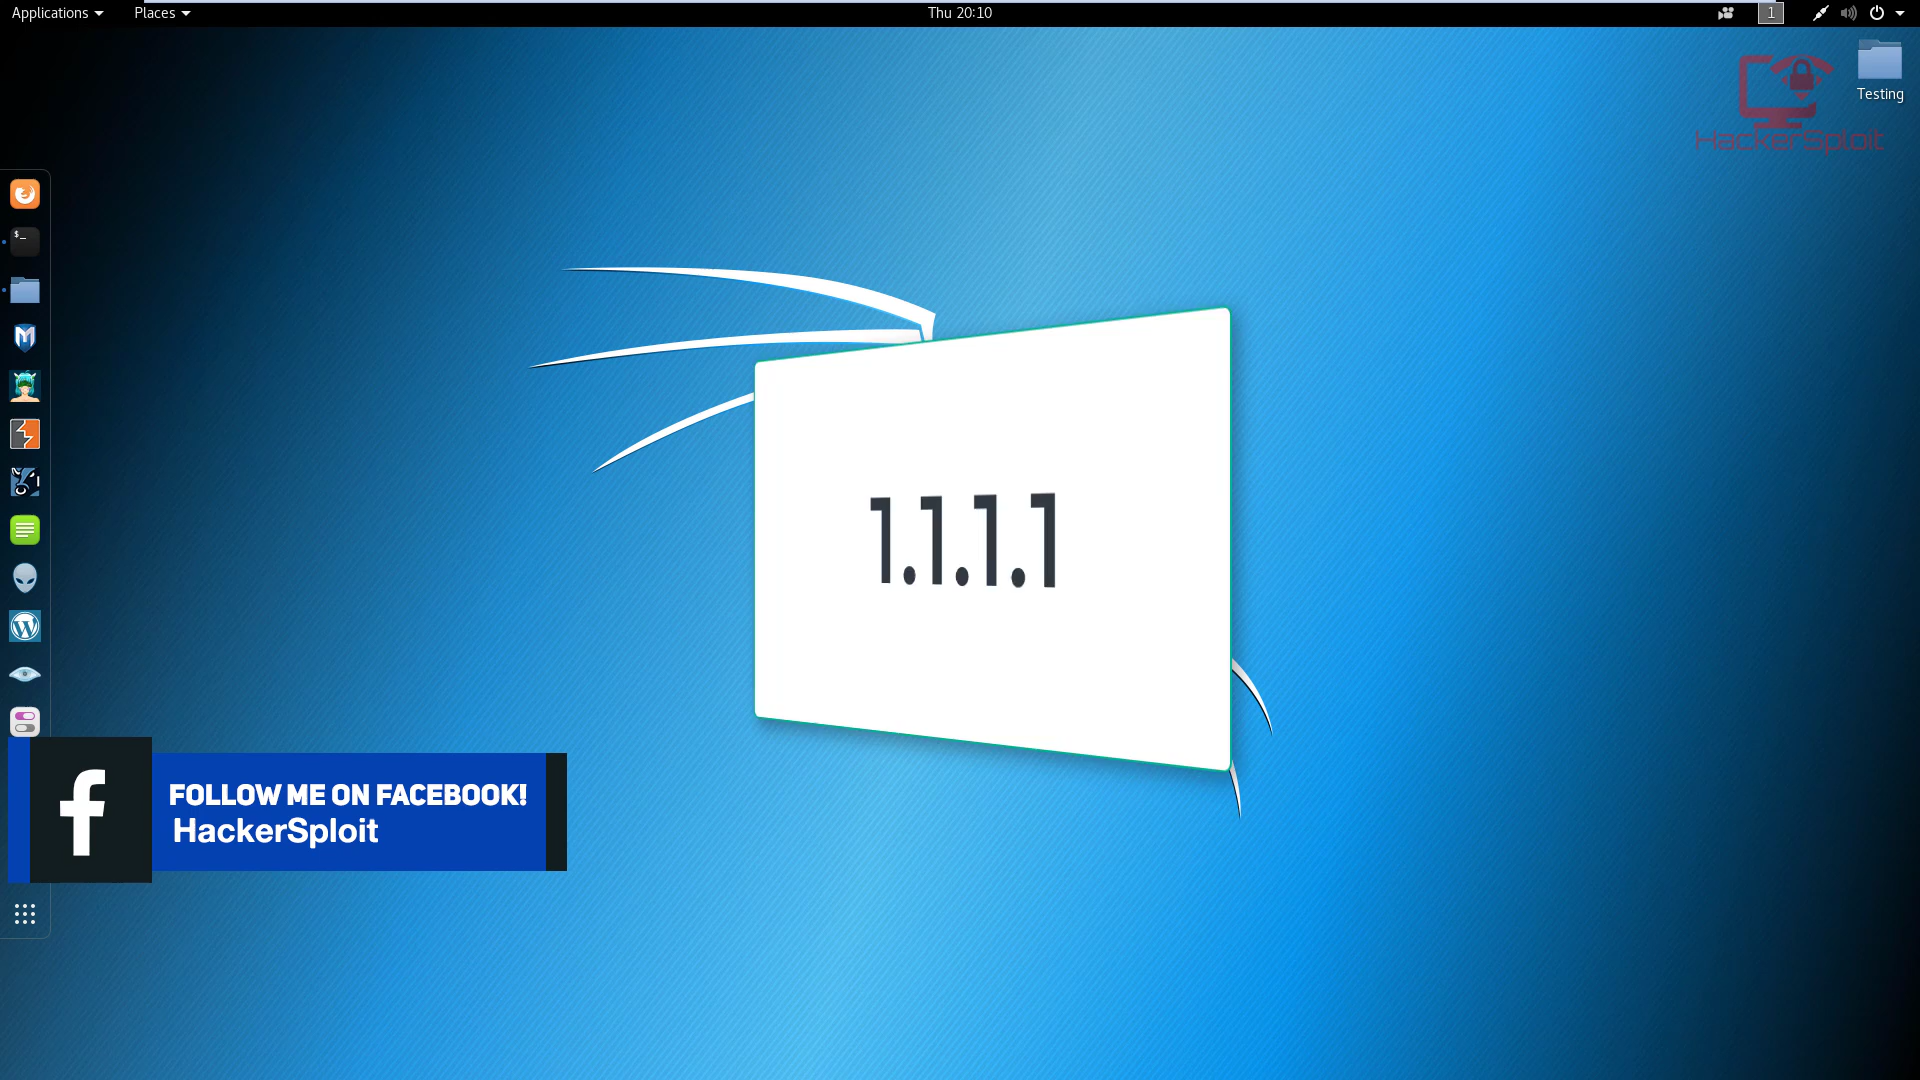 Applications Places Thu 20:10 1
Testing
HackerSploit
$_
1.1.1.1
FOLLOW ME ON FACEBOOK!
HackerSploit